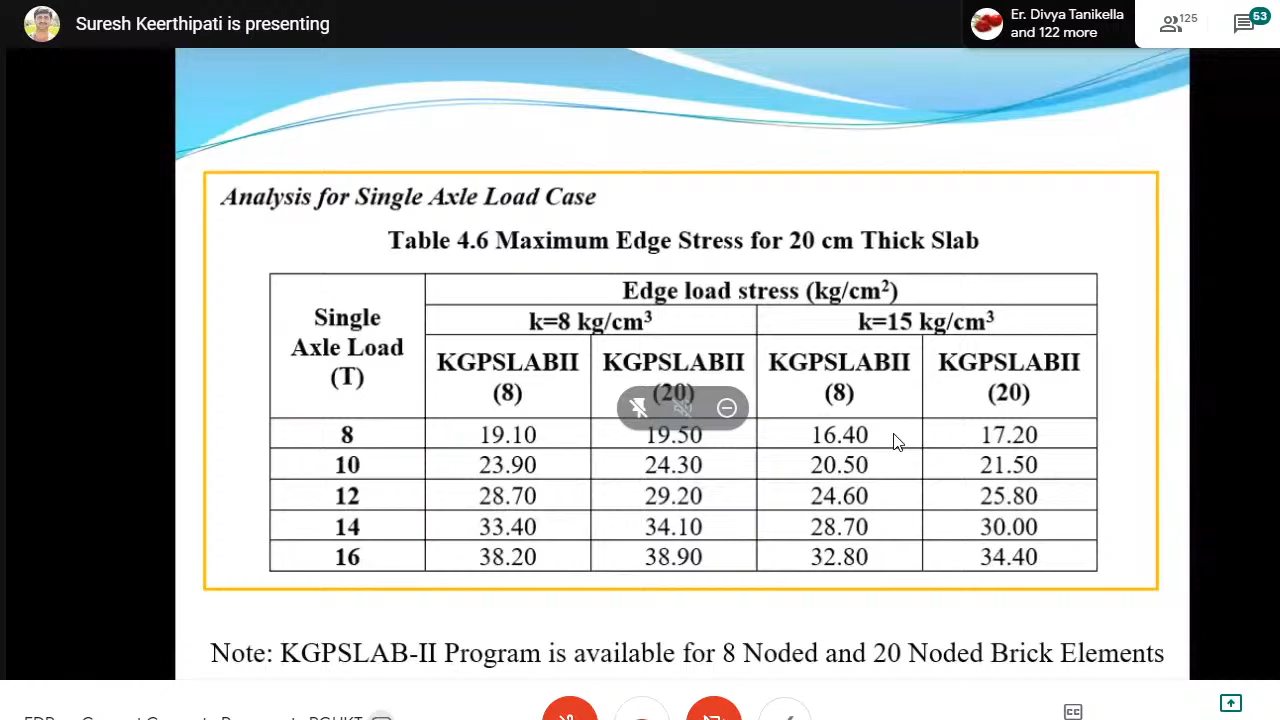 Suresh Keerthipati is presenting
Er. Divya Tanikella
and 122 more
125
53
Analysis for Single Axle Load Case
Table 4.6 Maximum Edge Stress for 20 cm Thick Slab
Single Axle Load (T)
Edge load stress (kg/cm²)
k=8 kg/cm³ k=15 kg/cm³
KGPSLABII (8) KGPSLABII (20) KGPSLABII (8) KGPSLABII (20)
8 19.10 19.50 16.40 17.20
10 23.90 24.30 20.50 21.50
12 28.70 29.20 24.60 25.80
14 33.40 34.10 28.70 30.00
16 38.20 38.90 32.80 34.40
Note: KGPSLAB-II Program is available for 8 Noded and 20 Noded Brick Elements
CC